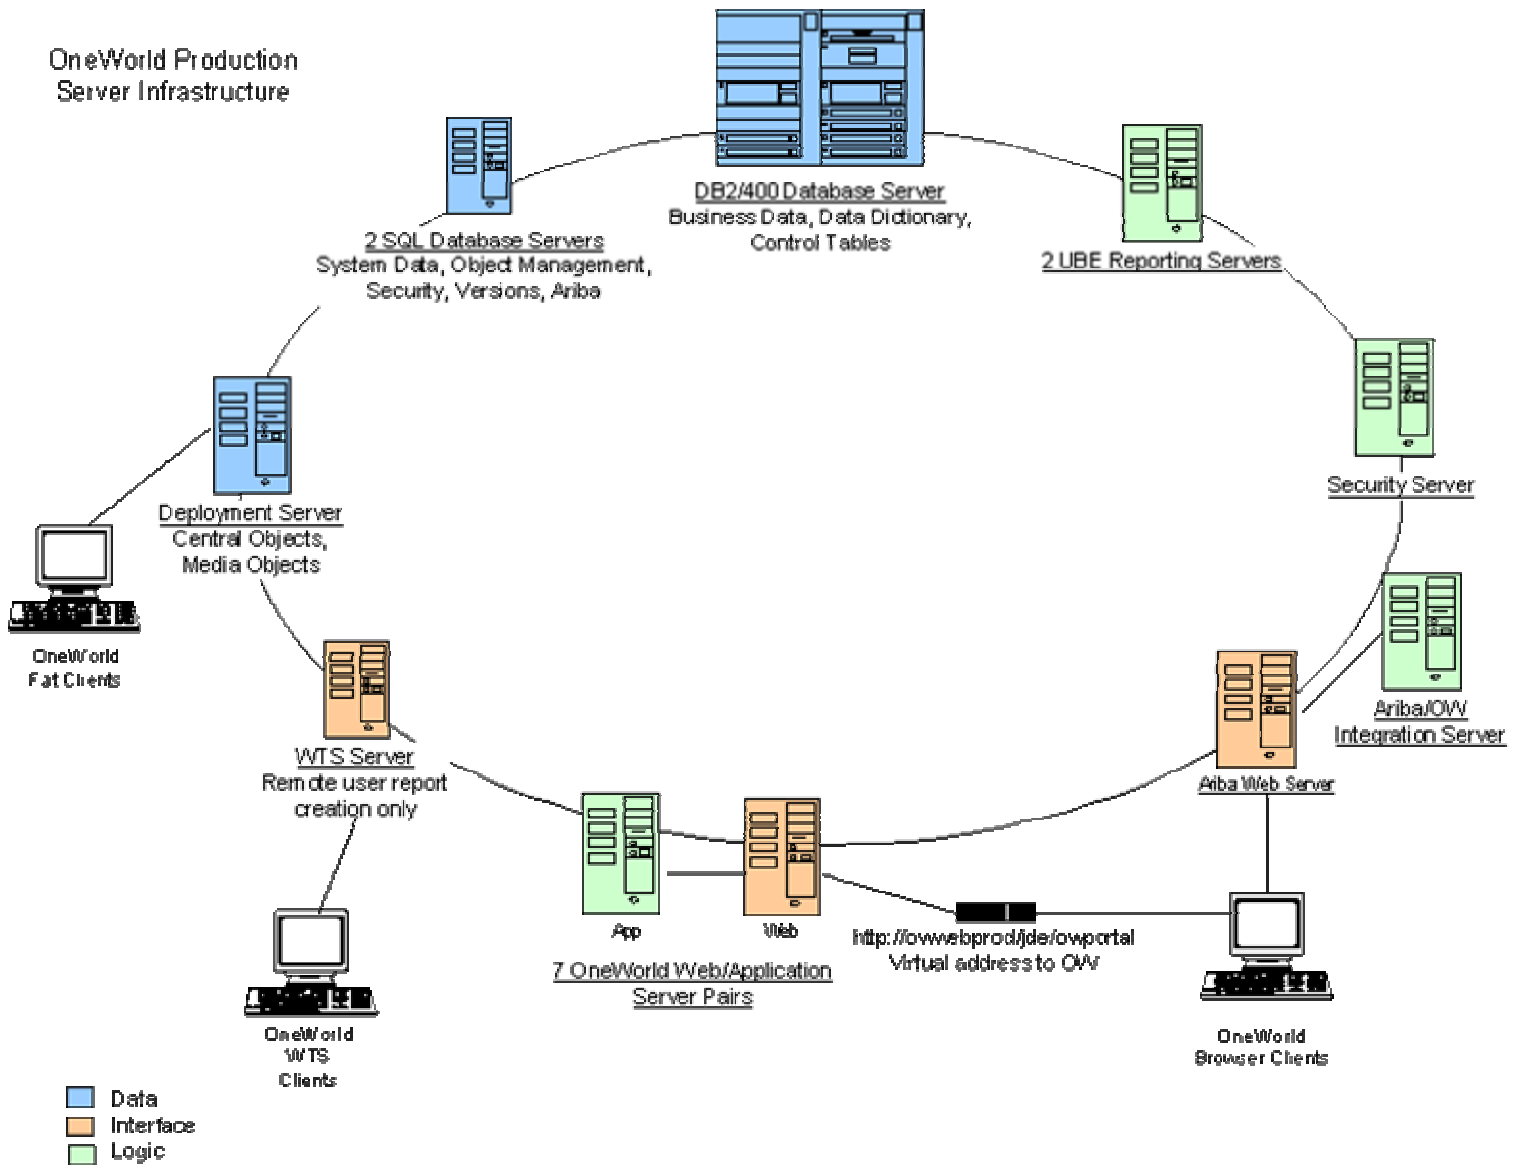 OneWorld Production
Server Infrastructure
DB2/400 Database Server
Business Data, Data Dictionary,
Control Tables
2 SQL Database Servers
System Data, Object Management,
Security, Versions, Ariba
2 UBE Reporting Servers
Security Server
Deployment Server
Central Objects,
Media Objects
OneWorld
Fat Clients
WTS Server
Remote user report
creation only
Ariba/OW
Integration Server
Ariba Web Server
App
Web
7 OneWorld Web/Application
Server Pairs
http://owwebprod/jde/owportal
Virtual address to OW
OneWorld
WTS
Clients
OneWorld
Browser Clients
Data
Interface
Logic